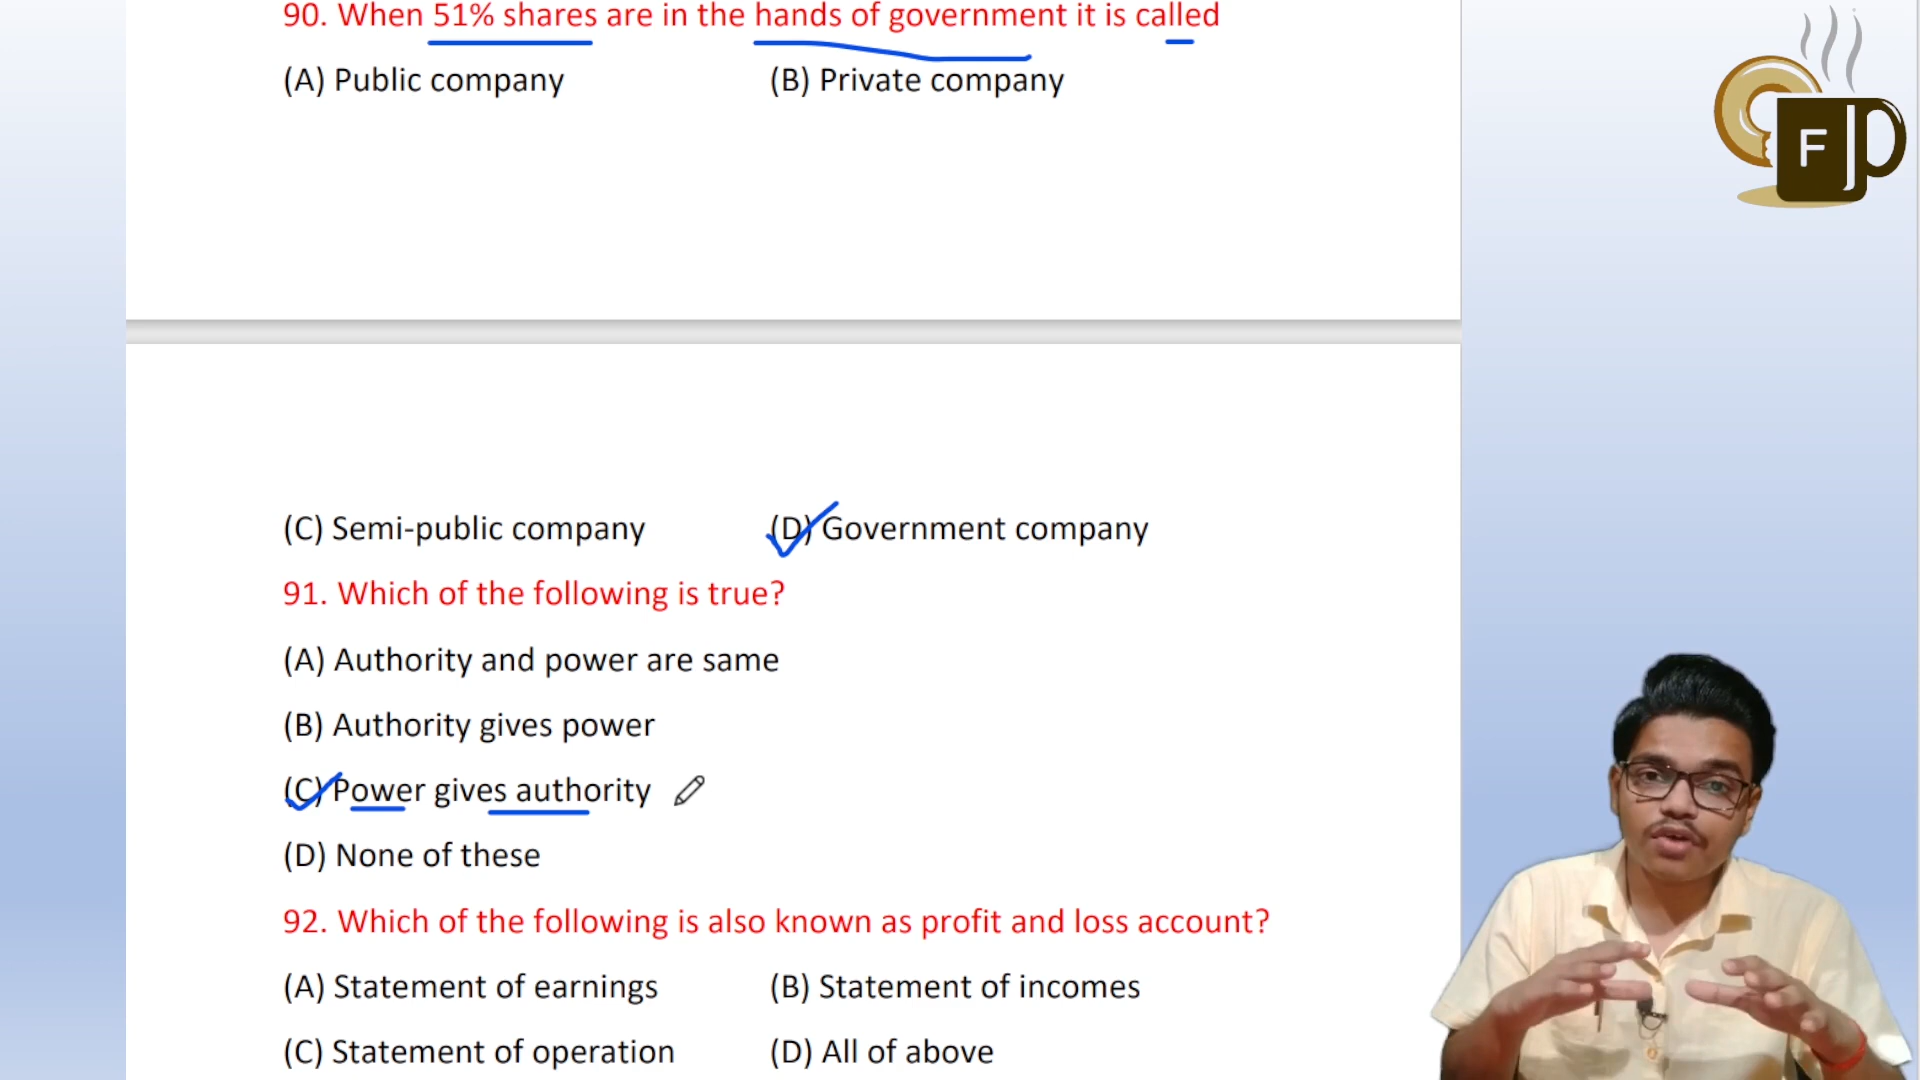 90. When 51% shares are in the hands of government it is called
(A) Public company (B) Private company
(C) Semi-public company (D) Government company
91. Which of the following is true?
(A) Authority and power are same
(B) Authority gives power
(C) Power gives authority
(D) None of these
92. Which of the following is also known as profit and loss account?
(A) Statement of earnings (B) Statement of incomes
(C) Statement of operation (D) All of above
FJ